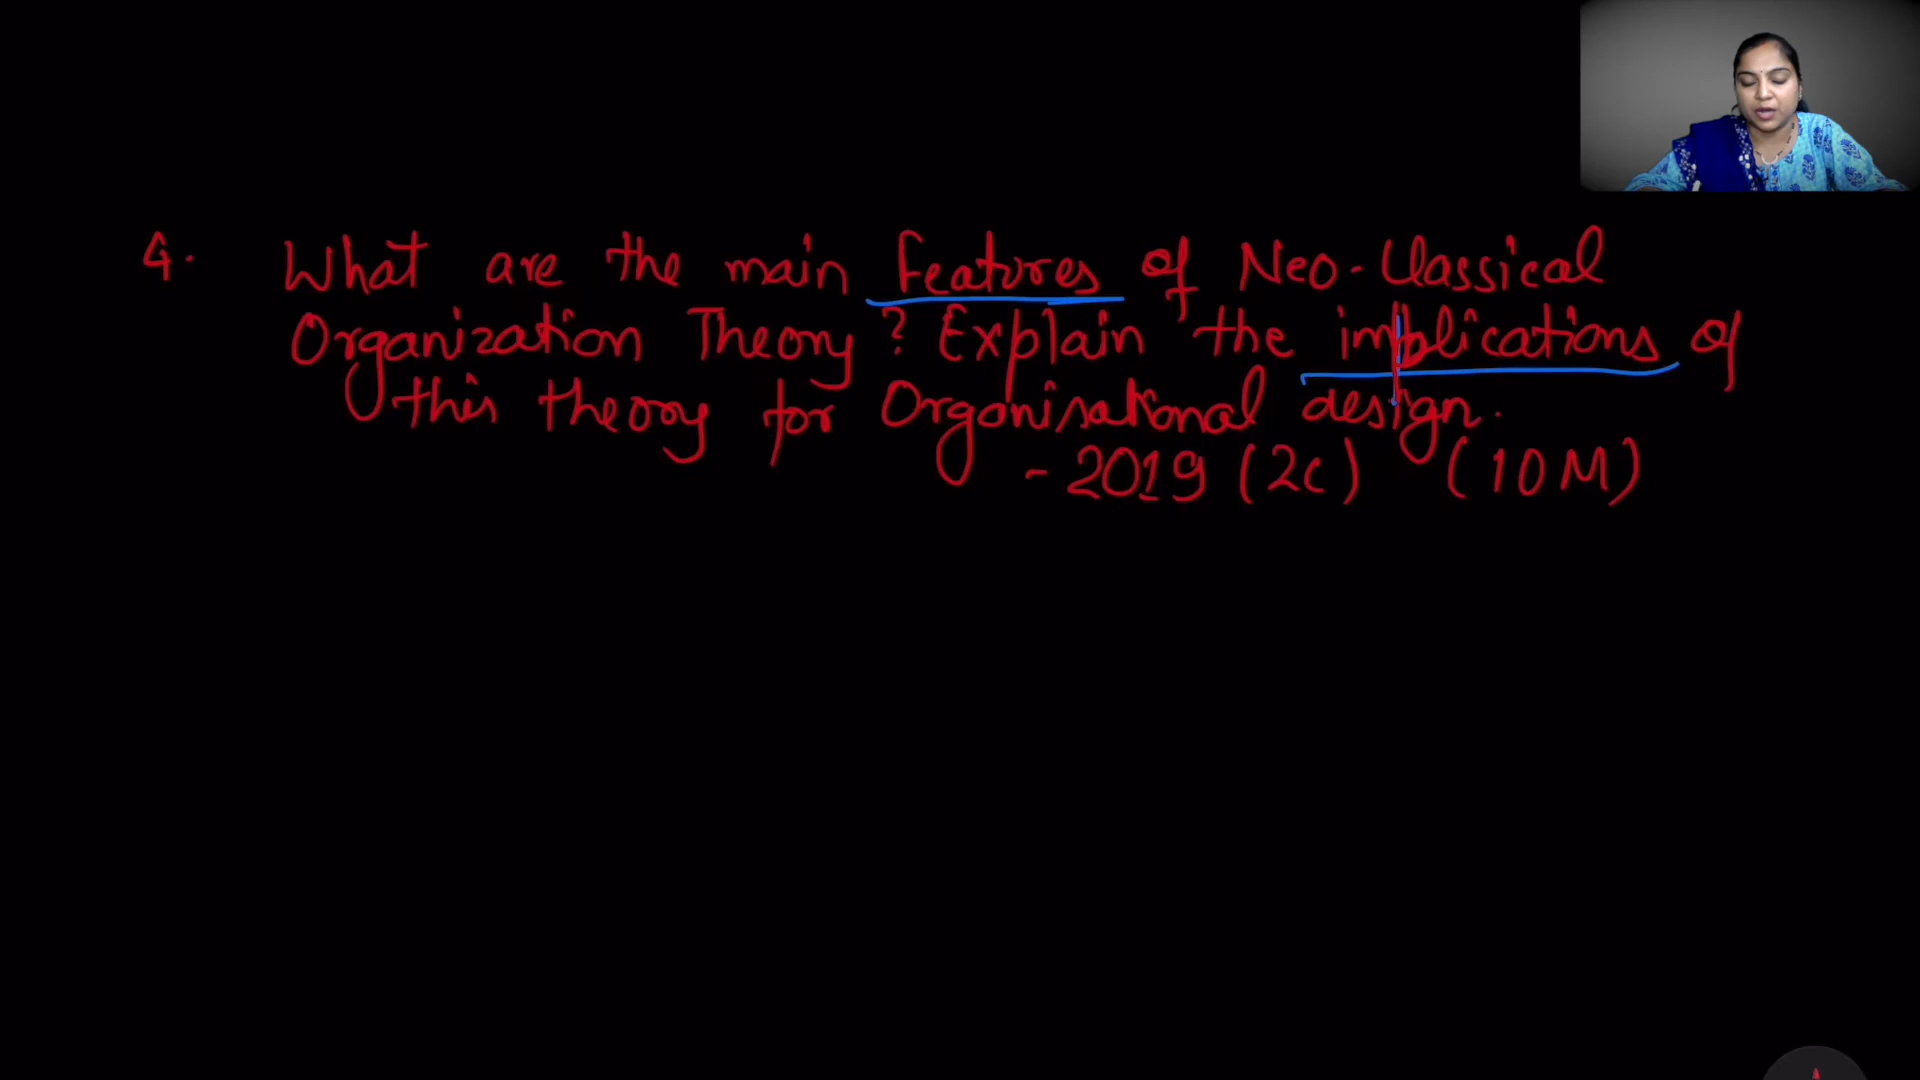 4. What are the main features of Neo-Classical
Organization Theory? Explain the implications of
this theory for Organisational design.
- 2019 (2c) (10M)